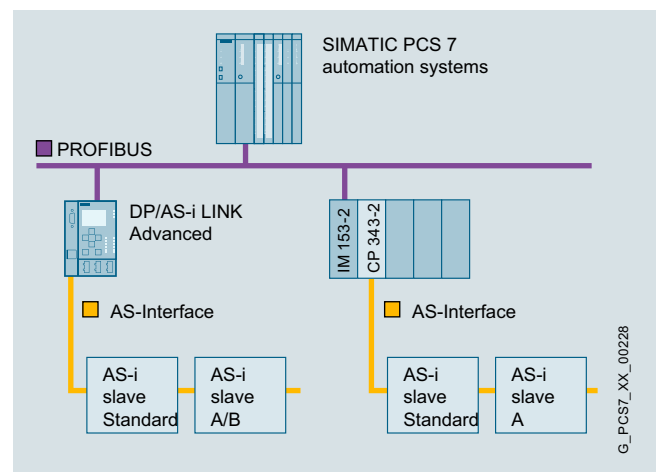 SIMATIC PCS 7
automation systems
PROFIBUS
DP/AS-i LINK
Advanced
IM 153-2
CP 343-2
AS-Interface
AS-Interface
AS-i
slave
Standard
AS-i
slave
A/B
AS-i
slave
Standard
AS-i
slave
A
G_PCS7_XX_00228